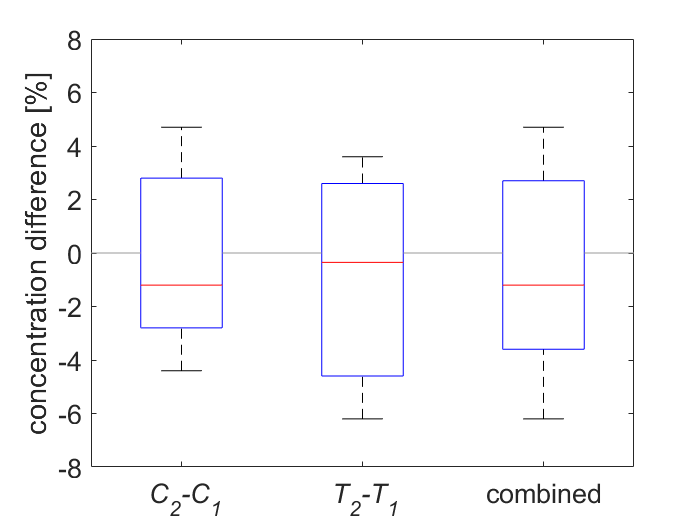 concentration difference [%]
8
6
4
2
0
-2
-4
-6
-8
C₂-C₁
T₂-T₁
combined